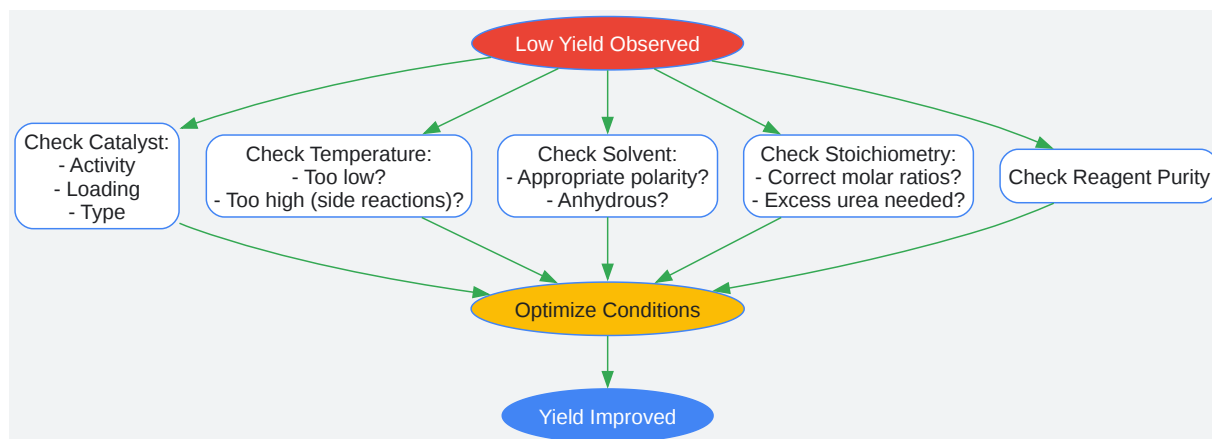 Low Yield Observed
Check Catalyst:
- Activity
- Loading
- Type
Check Temperature:
- Too low?
- Too high (side reactions)?
Check Solvent:
- Appropriate polarity?
- Anhydrous?
Check Stoichiometry:
- Correct molar ratios?
- Excess urea needed?
Check Reagent Purity
Optimize Conditions
Yield Improved